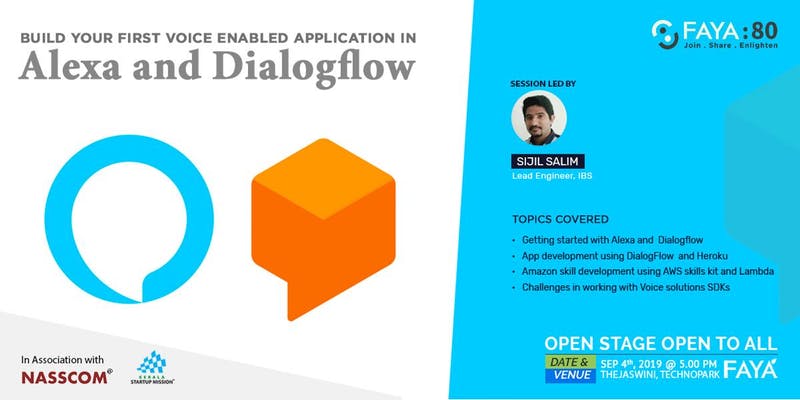 BUILD YOUR FIRST VOICE ENABLED APPLICATION IN
Alexa and Dialogflow
FAYA:80
Join . Share . Enlighten
SESSION LED BY
SIJIL SALIM
Lead Engineer, IBS
TOPICS COVERED
• Getting started with Alexa and Dialogflow
• App development using DialogFlow and Heroku
• Amazon skill development using AWS skills kit and Lambda
• Challenges in working with Voice solutions SDKs
In Association with
NASSCOM®
KERALA
STARTUP MISSION
OPEN STAGE OPEN TO ALL
DATE & VENUE
SEP 4th, 2019 @ 5.00 PM
THEJASWINI, TECHNOPARK
FAYA